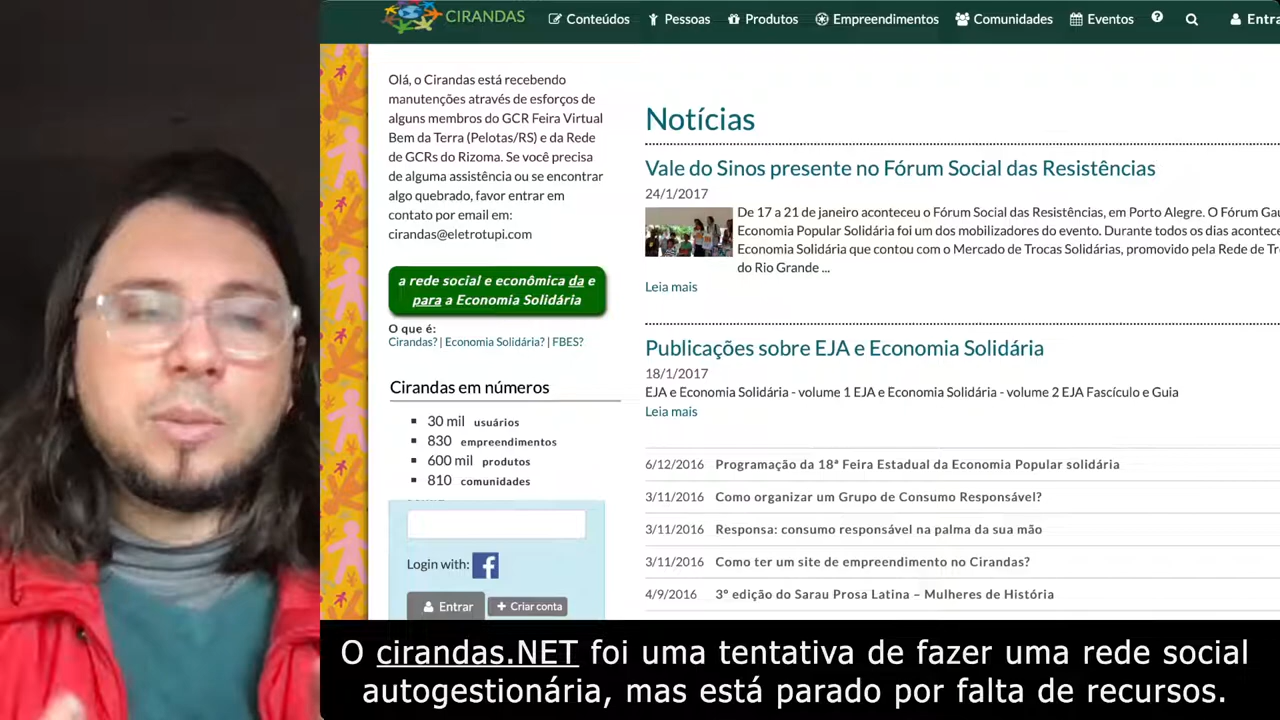 CIRANDAS
Conteúdos Pessoas Produtos Empreendimentos Comunidades Eventos ? Entra
Olá, o Cirandas está recebendo
manutenções através de esforços de
alguns membros do GCR Feira Virtual
Bem da Terra (Pelotas/RS) e da Rede
de GCRs do Rizoma. Se você precisa
de alguma assistência ou se encontrar
algo quebrado, favor entrar em
contato por email em:
cirandas@eletrotupi.com
a rede social e econômica da e
para a Economia Solidária
O que é:
Cirandas? | Economia Solidária? | FBES?
Cirandas em números
30 mil usuários
830 empreendimentos
600 mil produtos
810 comunidades
Login with:
Entrar + Criar conta
Notícias
Vale do Sinos presente no Fórum Social das Resistências
24/1/2017
De 17 a 21 de janeiro aconteceu o Fórum Social das Resistências, em Porto Alegre. O Fórum Ga
Economia Popular Solidária foi um dos mobilizadores do evento. Durante todos os dias acontece
Economia Solidária que contou com o Mercado de Trocas Solidárias, promovido pela Rede de Tr
do Rio Grande ...
Leia mais
Publicações sobre EJA e Economia Solidária
18/1/2017
EJA e Economia Solidária - volume 1 EJA e Economia Solidária - volume 2 EJA Fascículo e Guia
Leia mais
6/12/2016 Programação da 18ª Feira Estadual da Economia Popular solidária
3/11/2016 Como organizar um Grupo de Consumo Responsável?
3/11/2016 Responsa: consumo responsável na palma da sua mão
3/11/2016 Como ter um site de empreendimento no Cirandas?
4/9/2016 3º edição do Sarau Prosa Latina – Mulheres de História
O cirandas.NET foi uma tentativa de fazer uma rede social
autogestionária, mas está parado por falta de recursos.